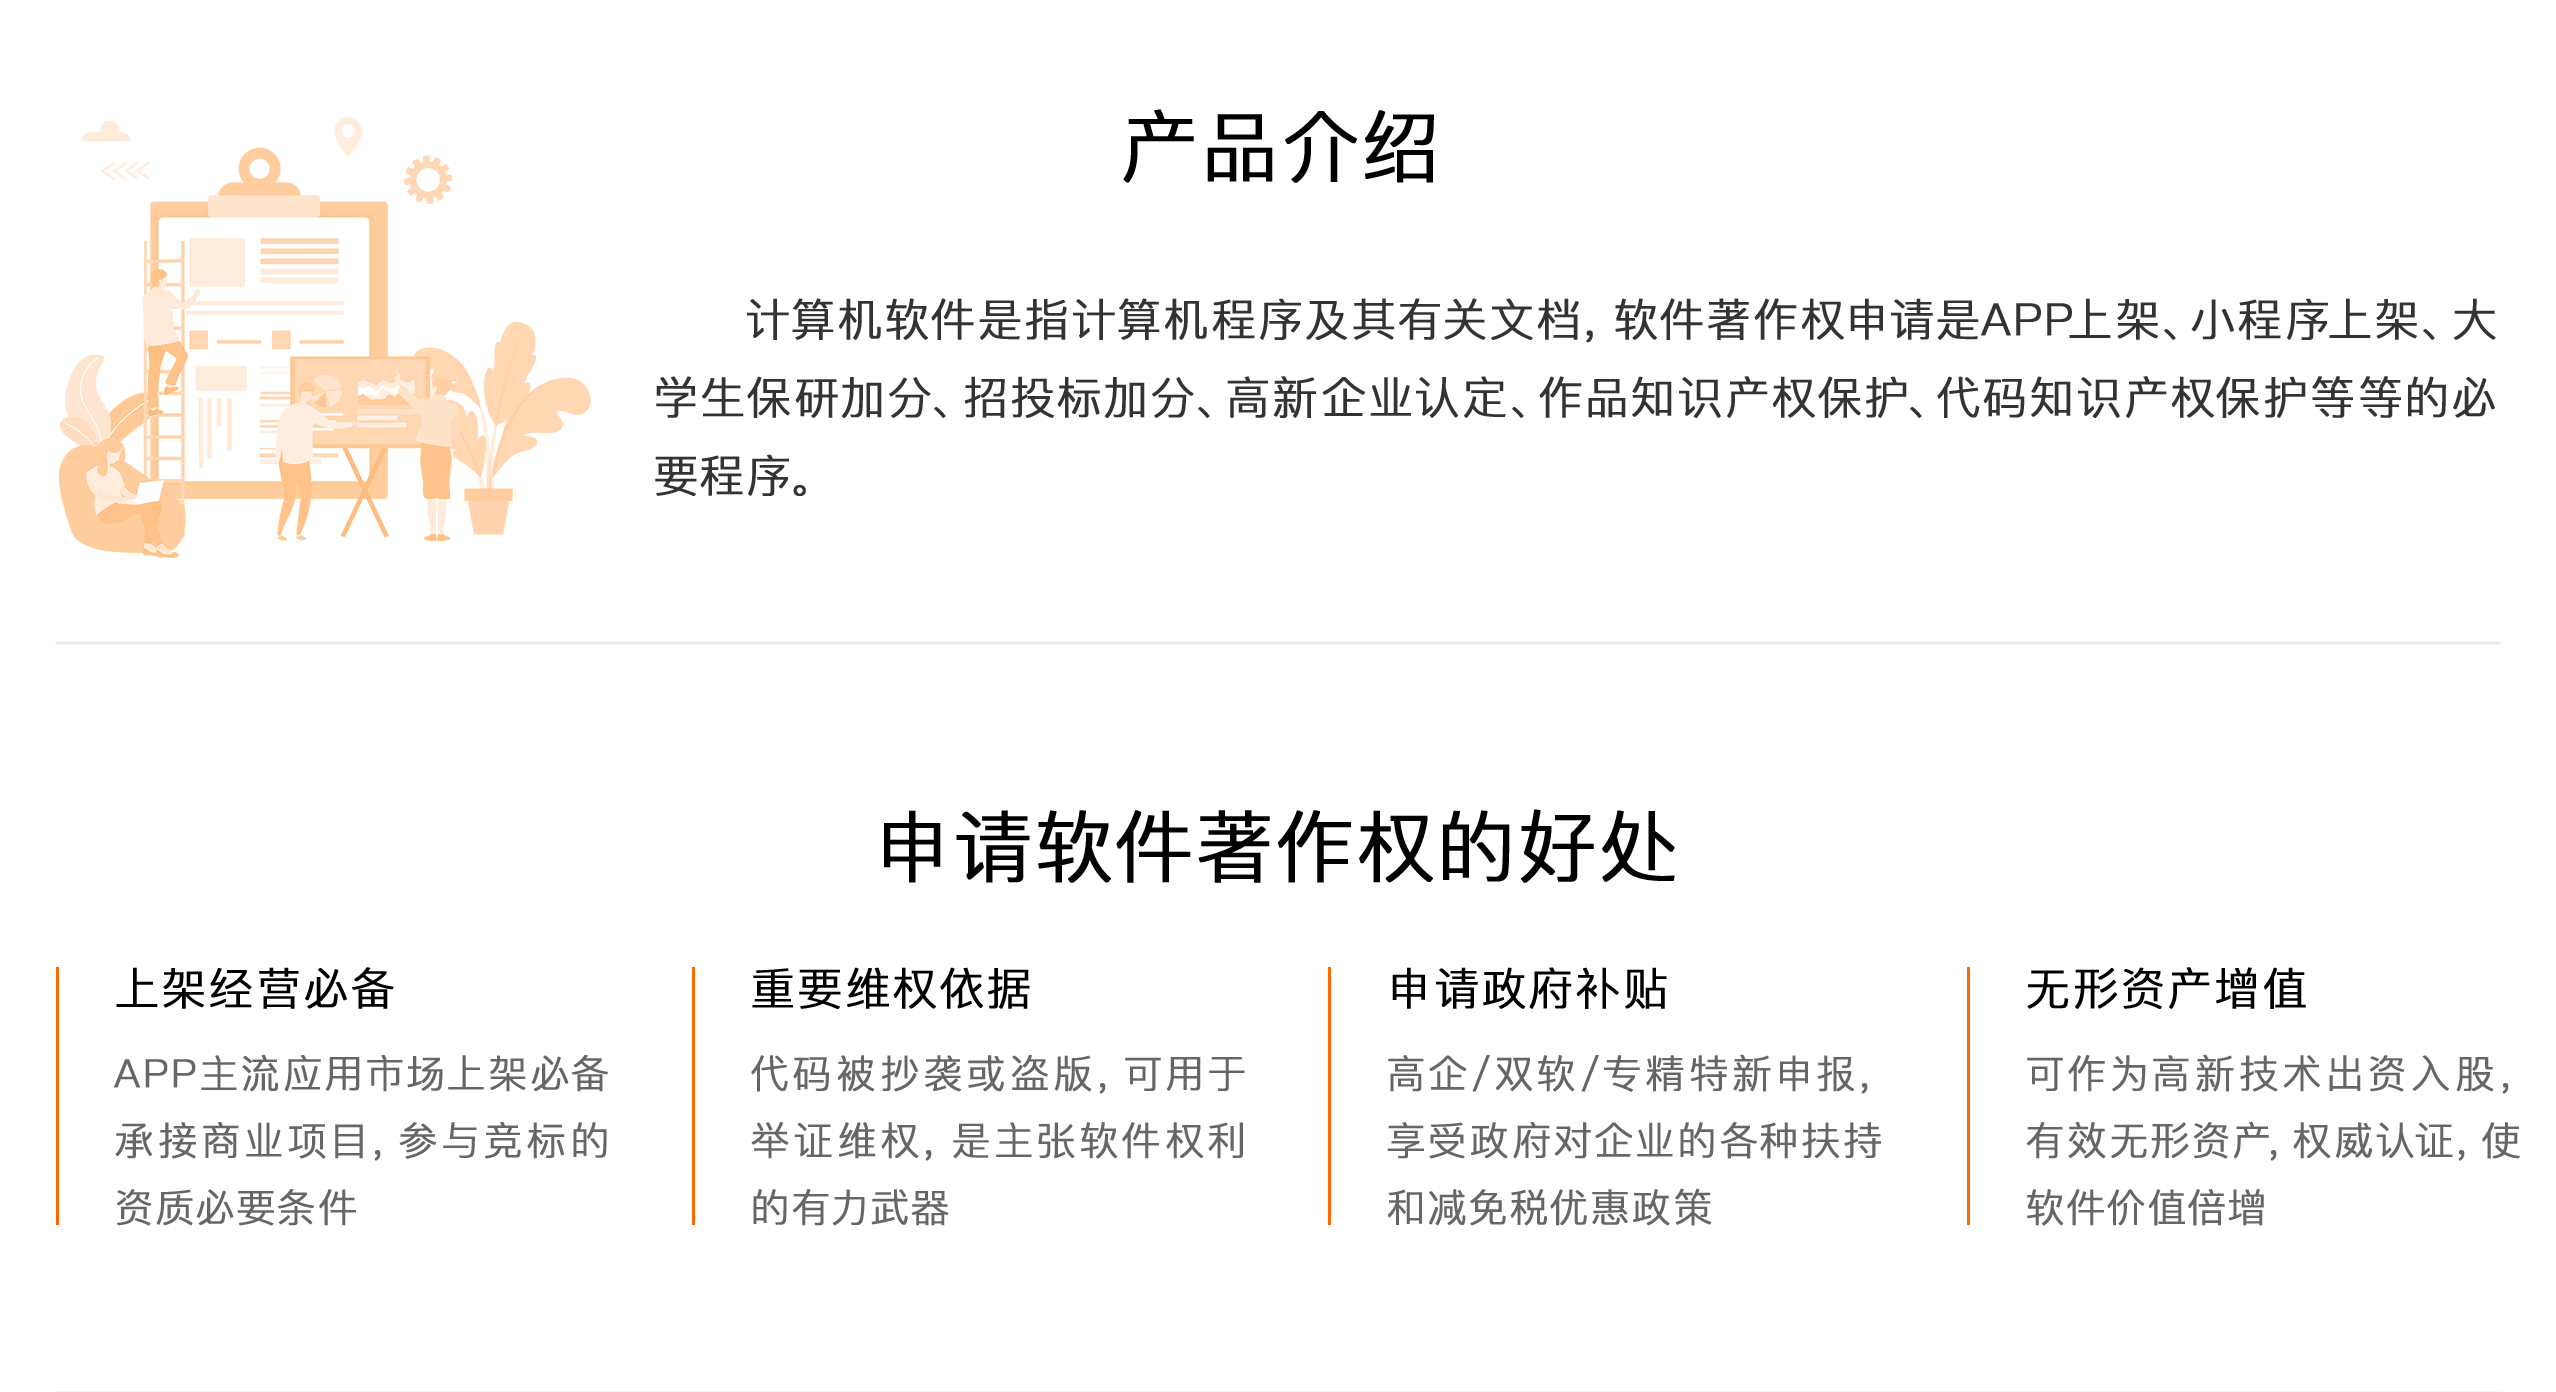 产品介绍
计算机软件是指计算机程序及其有关文档, 软件著作权申请是APP上架、小程序上架、大
学生保研加分、招投标加分、高新企业认定、作品知识产权保护、代码知识产权保护等等的必
要程序。
申请软件著作权的好处
上架经营必备
APP主流应用市场上架必备
承接商业项目, 参与竞标的
资质必要条件
重要维权依据
代码被抄袭或盗版, 可用于
举证维权, 是主张软件权利
的有力武器
申请政府补贴
高企/双软/专精特新申报,
享受政府对企业的各种扶持
和减免税优惠政策
无形资产增值
可作为高新技术出资入股,
有效无形资产, 权威认证, 使
软件价值倍增